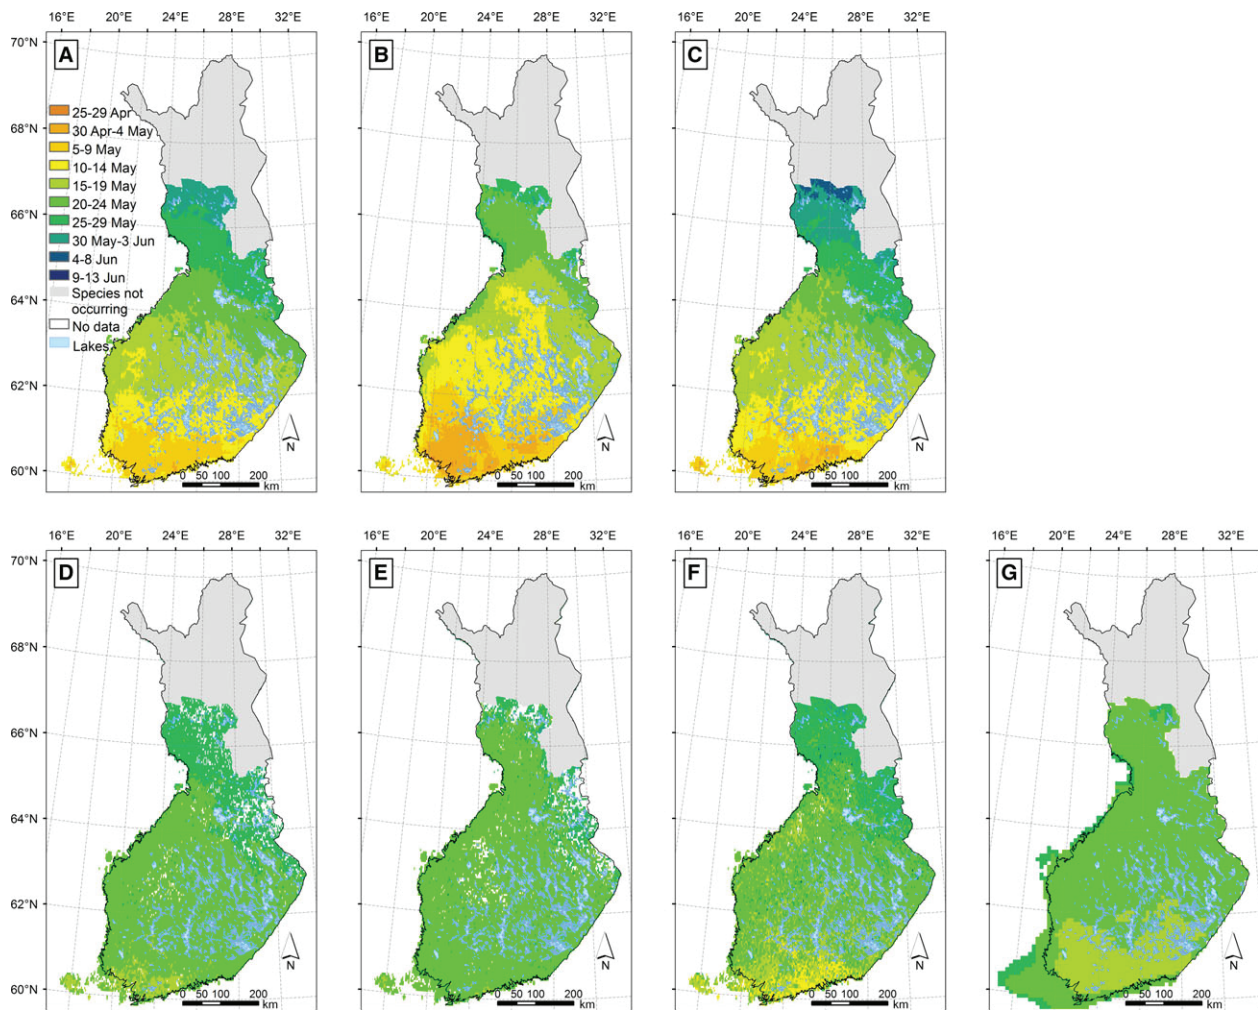 16°E 20°E 24°E 28°E 32°E
16°E 20°E 24°E 28°E 32°E
16°E 20°E 24°E 28°E 32°E
70°N
68°N
66°N
64°N
62°N
60°N
A
25-29 Apr
30 Apr-4 May
5-9 May
10-14 May
15-19 May
20-24 May
25-29 May
30 May-3 Jun
4-8 Jun
9-13 Jun
Species not
occurring
No data
Lakes
N
0 50 100 200
km
B
N
0 50 100 200
km
C
N
0 50 100 200
km
16°E 20°E 24°E 28°E 32°E
16°E 20°E 24°E 28°E 32°E
16°E 20°E 24°E 28°E 32°E
16°E 20°E 24°E 28°E 32°E
70°N
68°N
66°N
64°N
62°N
60°N
D
N
0 50 100 200
km
E
N
0 50 100 200
km
F
N
0 50 100 200
km
G
N
0 50 100 200
km